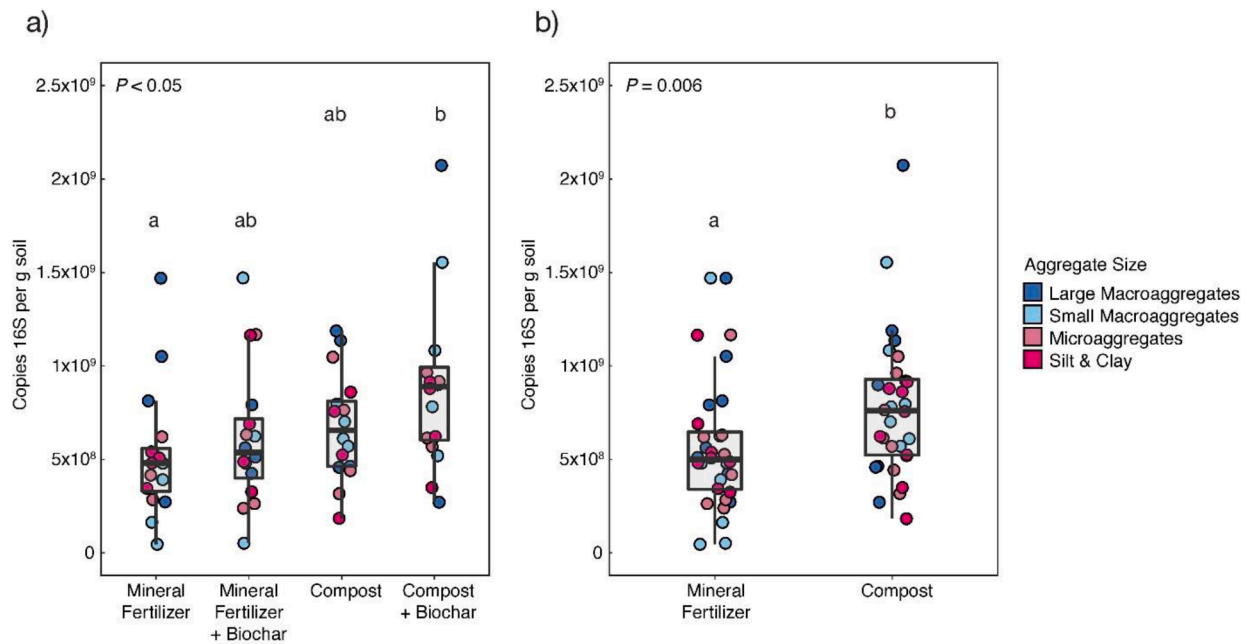 a)
P < 0.05
2.5x10⁹
2x10⁹
1.5x10⁹
1x10⁹
5x10⁸
0
Copies 16S per g soil
a
ab
ab
b
Mineral
Fertilizer
Mineral
Fertilizer
+ Biochar
Compost
Compost
+ Biochar
b)
P = 0.006
2.5x10⁹
2x10⁹
1.5x10⁹
1x10⁹
5x10⁸
0
Copies 16S per g soil
a
b
Mineral
Fertilizer
Compost
Aggregate Size
Large Macroaggregates
Small Macroaggregates
Microaggregates
Silt & Clay